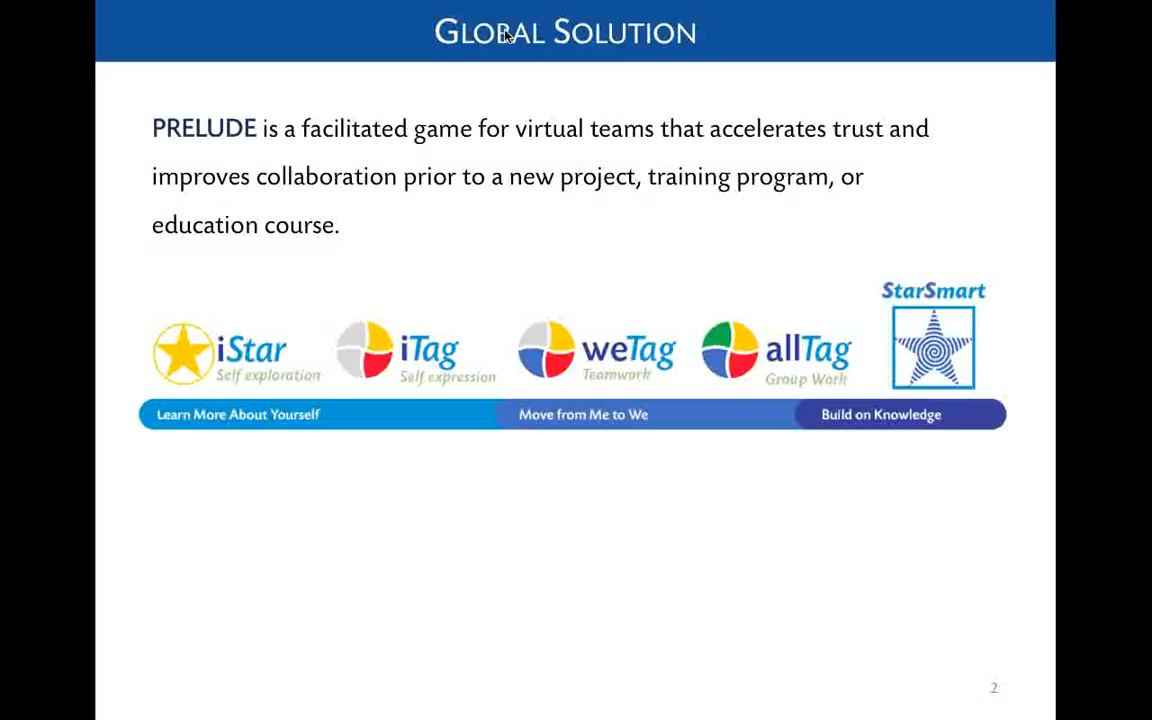 GLOBAL SOLUTION
PRELUDE is a facilitated game for virtual teams that accelerates trust and
improves collaboration prior to a new project, training program, or
education course.
StarSmart
iStar
Self exploration
iTag
Self expression
weTag
Teamwork
allTag
Group Work
Learn More About Yourself
Move from Me to We
Build on Knowledge
2